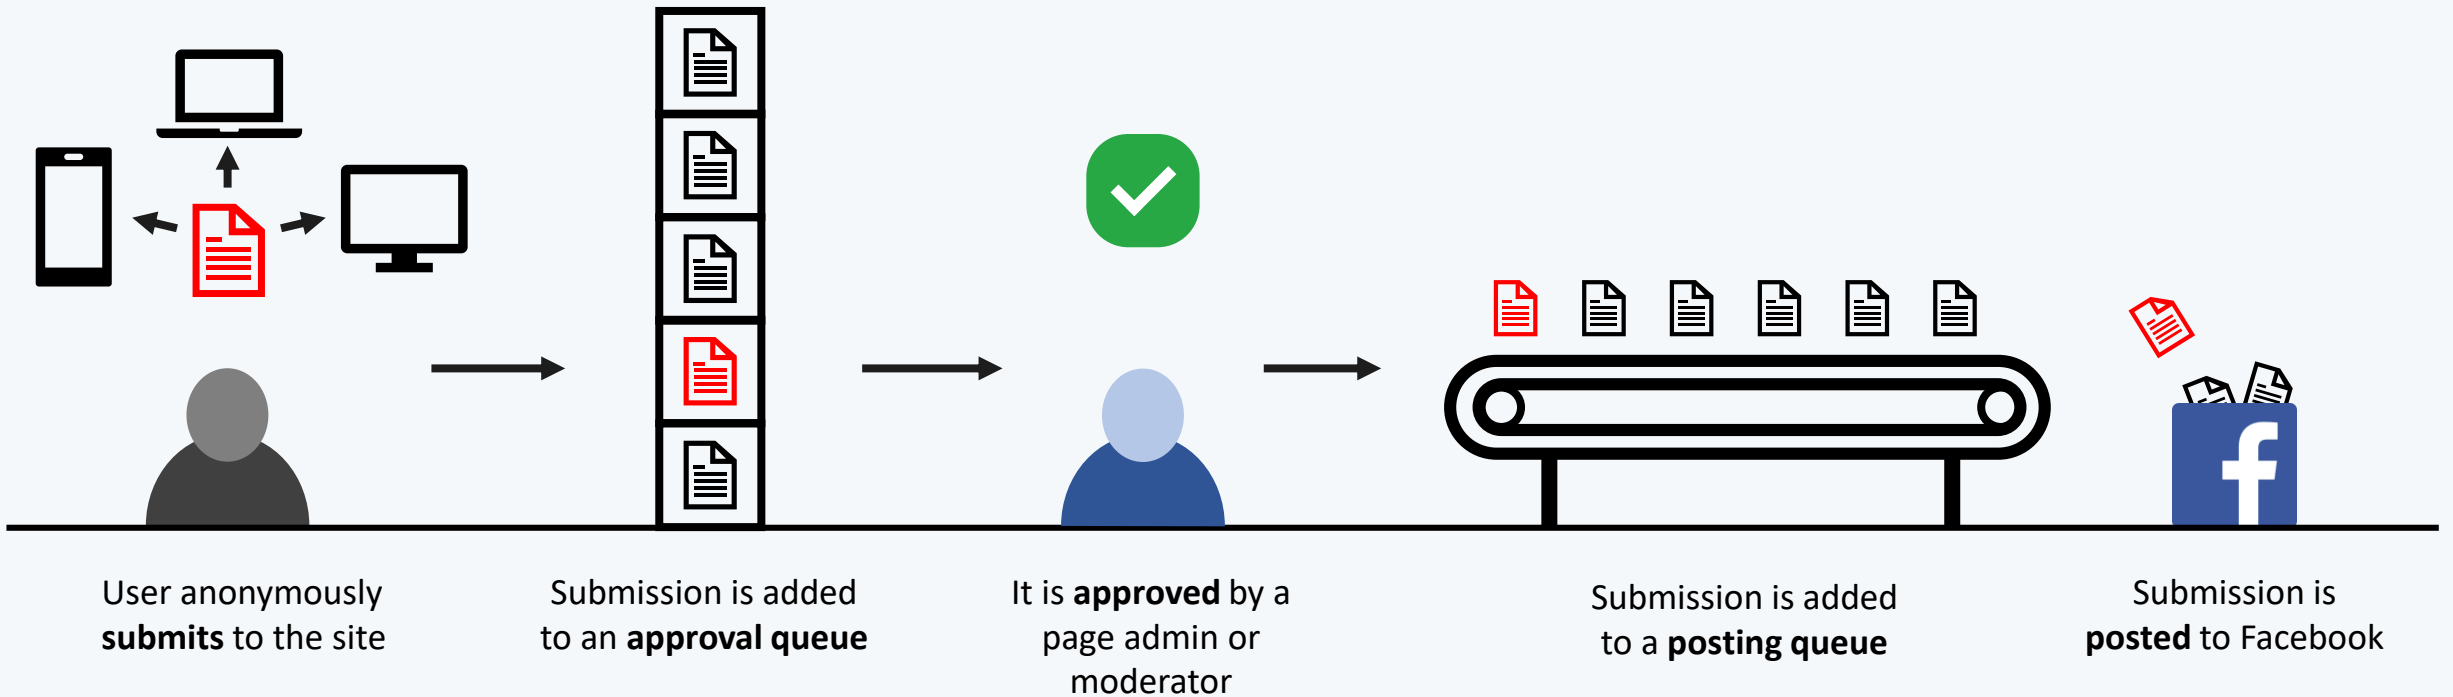 User anonymously
submits to the site
Submission is added
to an approval queue
It is approved by a
page admin or
moderator
Submission is added
to a posting queue
Submission is
posted to Facebook